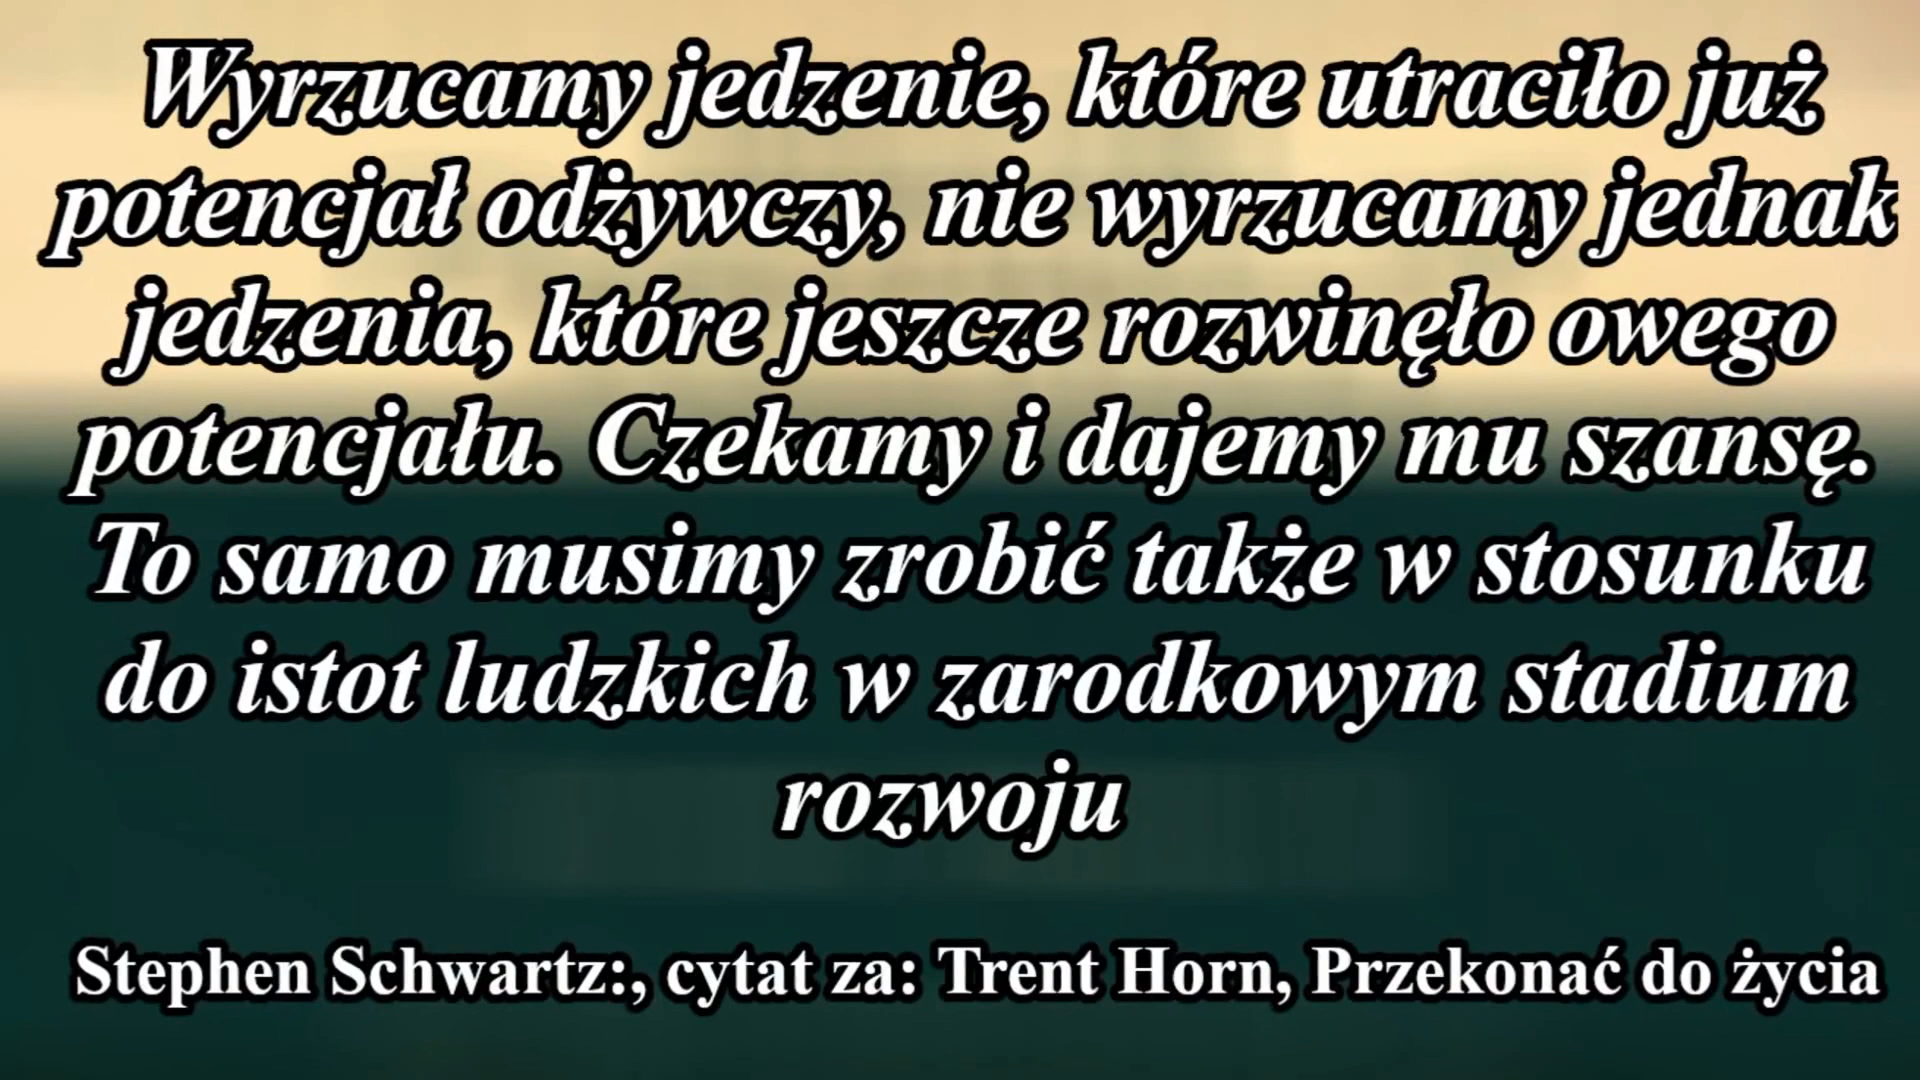 Wyrzucamy jedzenie, które utraciło już
potencjał odżywczy, nie wyrzucamy jednak
jedzenia, które jeszcze rozwinęło owego
potencjału. Czekamy i dajemy mu szansę.
To samo musimy zrobić także w stosunku
do istot ludzkich w zarodkowym stadium
rozwoju
Stephen Schwartz:, cytat za: Trent Horn, Przekonać do życia